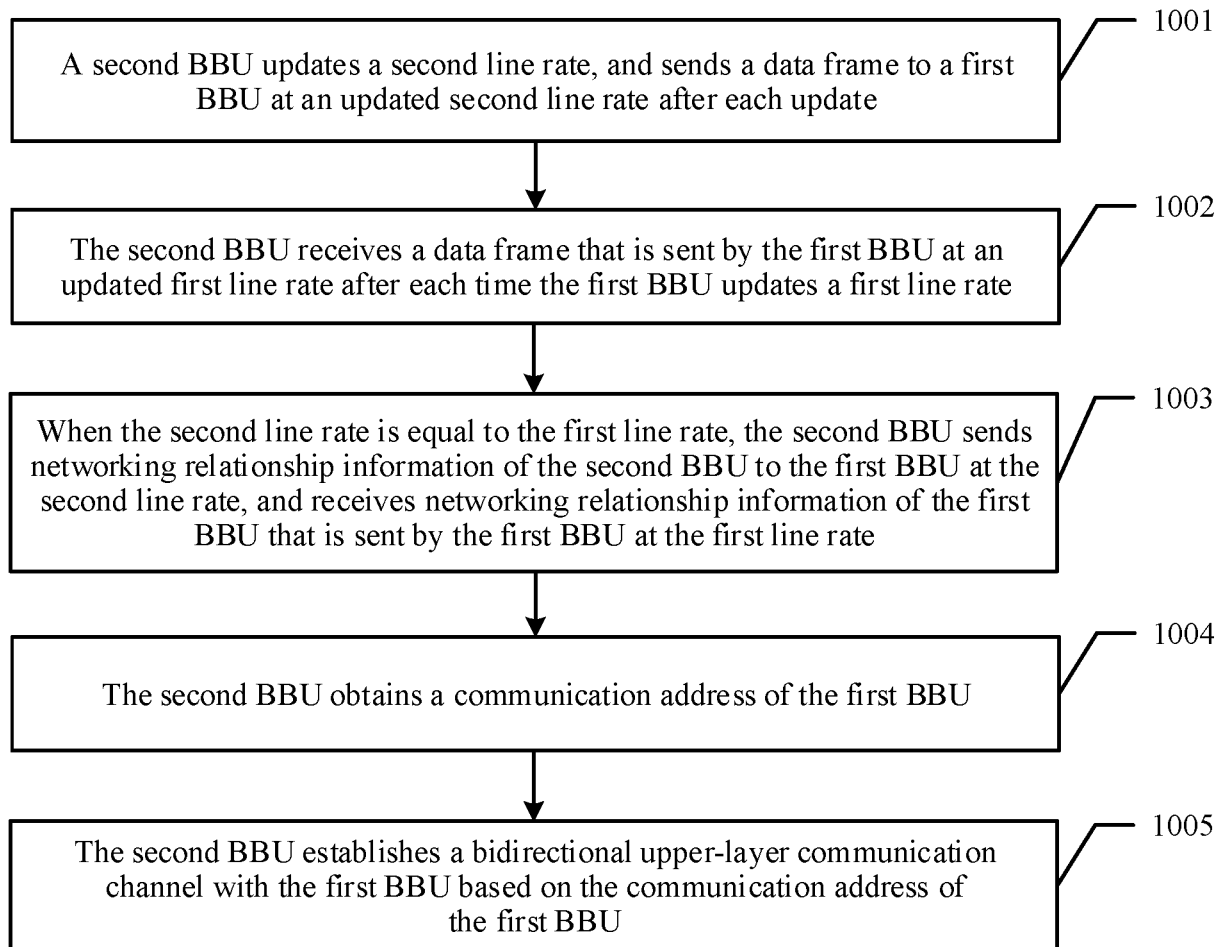 1001
A second BBU updates a second line rate, and sends a data frame to a first
BBU at an updated second line rate after each update
1002
The second BBU receives a data frame that is sent by the first BBU at an
updated first line rate after each time the first BBU updates a first line rate
1003
When the second line rate is equal to the first line rate, the second BBU sends
networking relationship information of the second BBU to the first BBU at the
second line rate, and receives networking relationship information of the first
BBU that is sent by the first BBU at the first line rate
1004
The second BBU obtains a communication address of the first BBU
1005
The second BBU establishes a bidirectional upper-layer communication
channel with the first BBU based on the communication address of
the first BBU